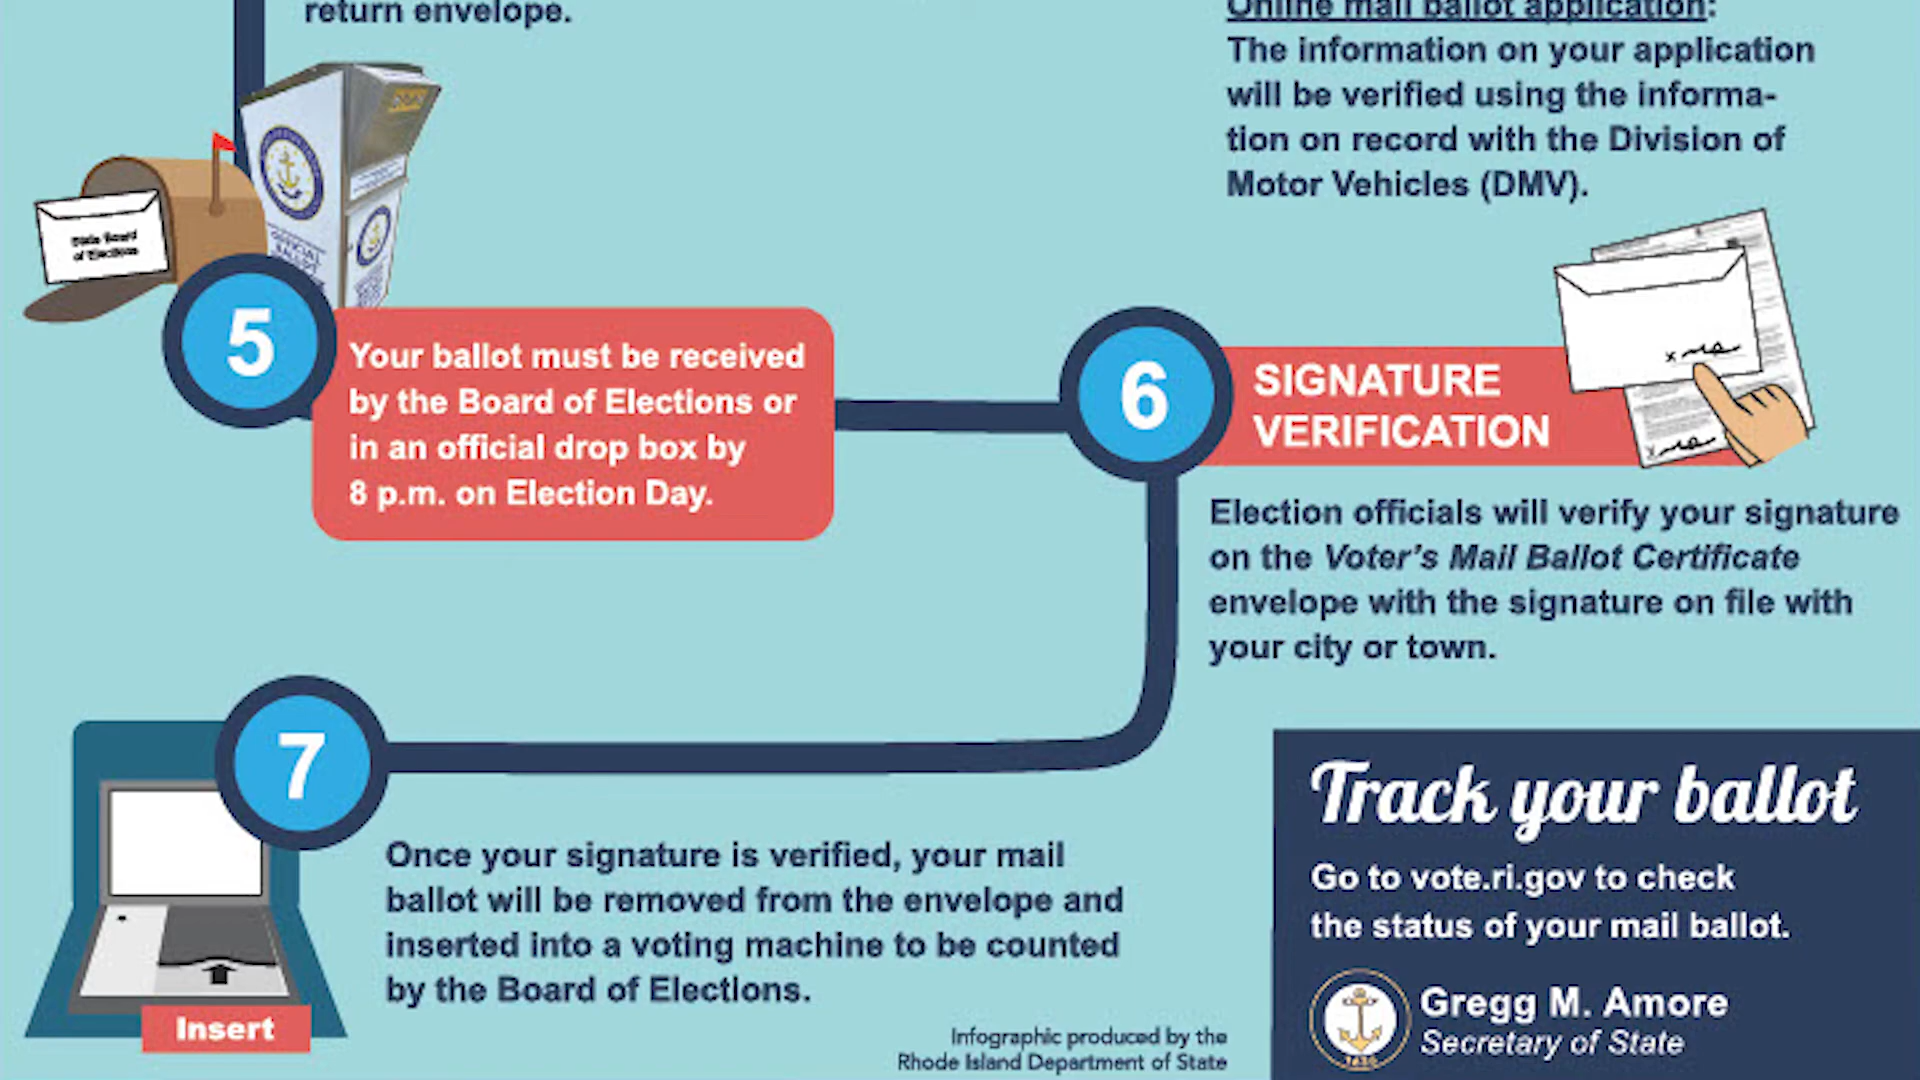 return envelope.
Online mail ballot application:
The information on your application
will be verified using the informa-
tion on record with the Division of
Motor Vehicles (DMV).
State Board
of Elections
OFFICIAL
BALLOT
5
Your ballot must be received
by the Board of Elections or
in an official drop box by
8 p.m. on Election Day.
6
SIGNATURE
VERIFICATION
Election officials will verify your signature
on the Voter's Mail Ballot Certificate
envelope with the signature on file with
your city or town.
7
Once your signature is verified, your mail
ballot will be removed from the envelope and
inserted into a voting machine to be counted
by the Board of Elections.
Insert
Infographic produced by the
Rhode Island Department of State
Track your ballot
Go to vote.ri.gov to check
the status of your mail ballot.
Gregg M. Amore
Secretary of State